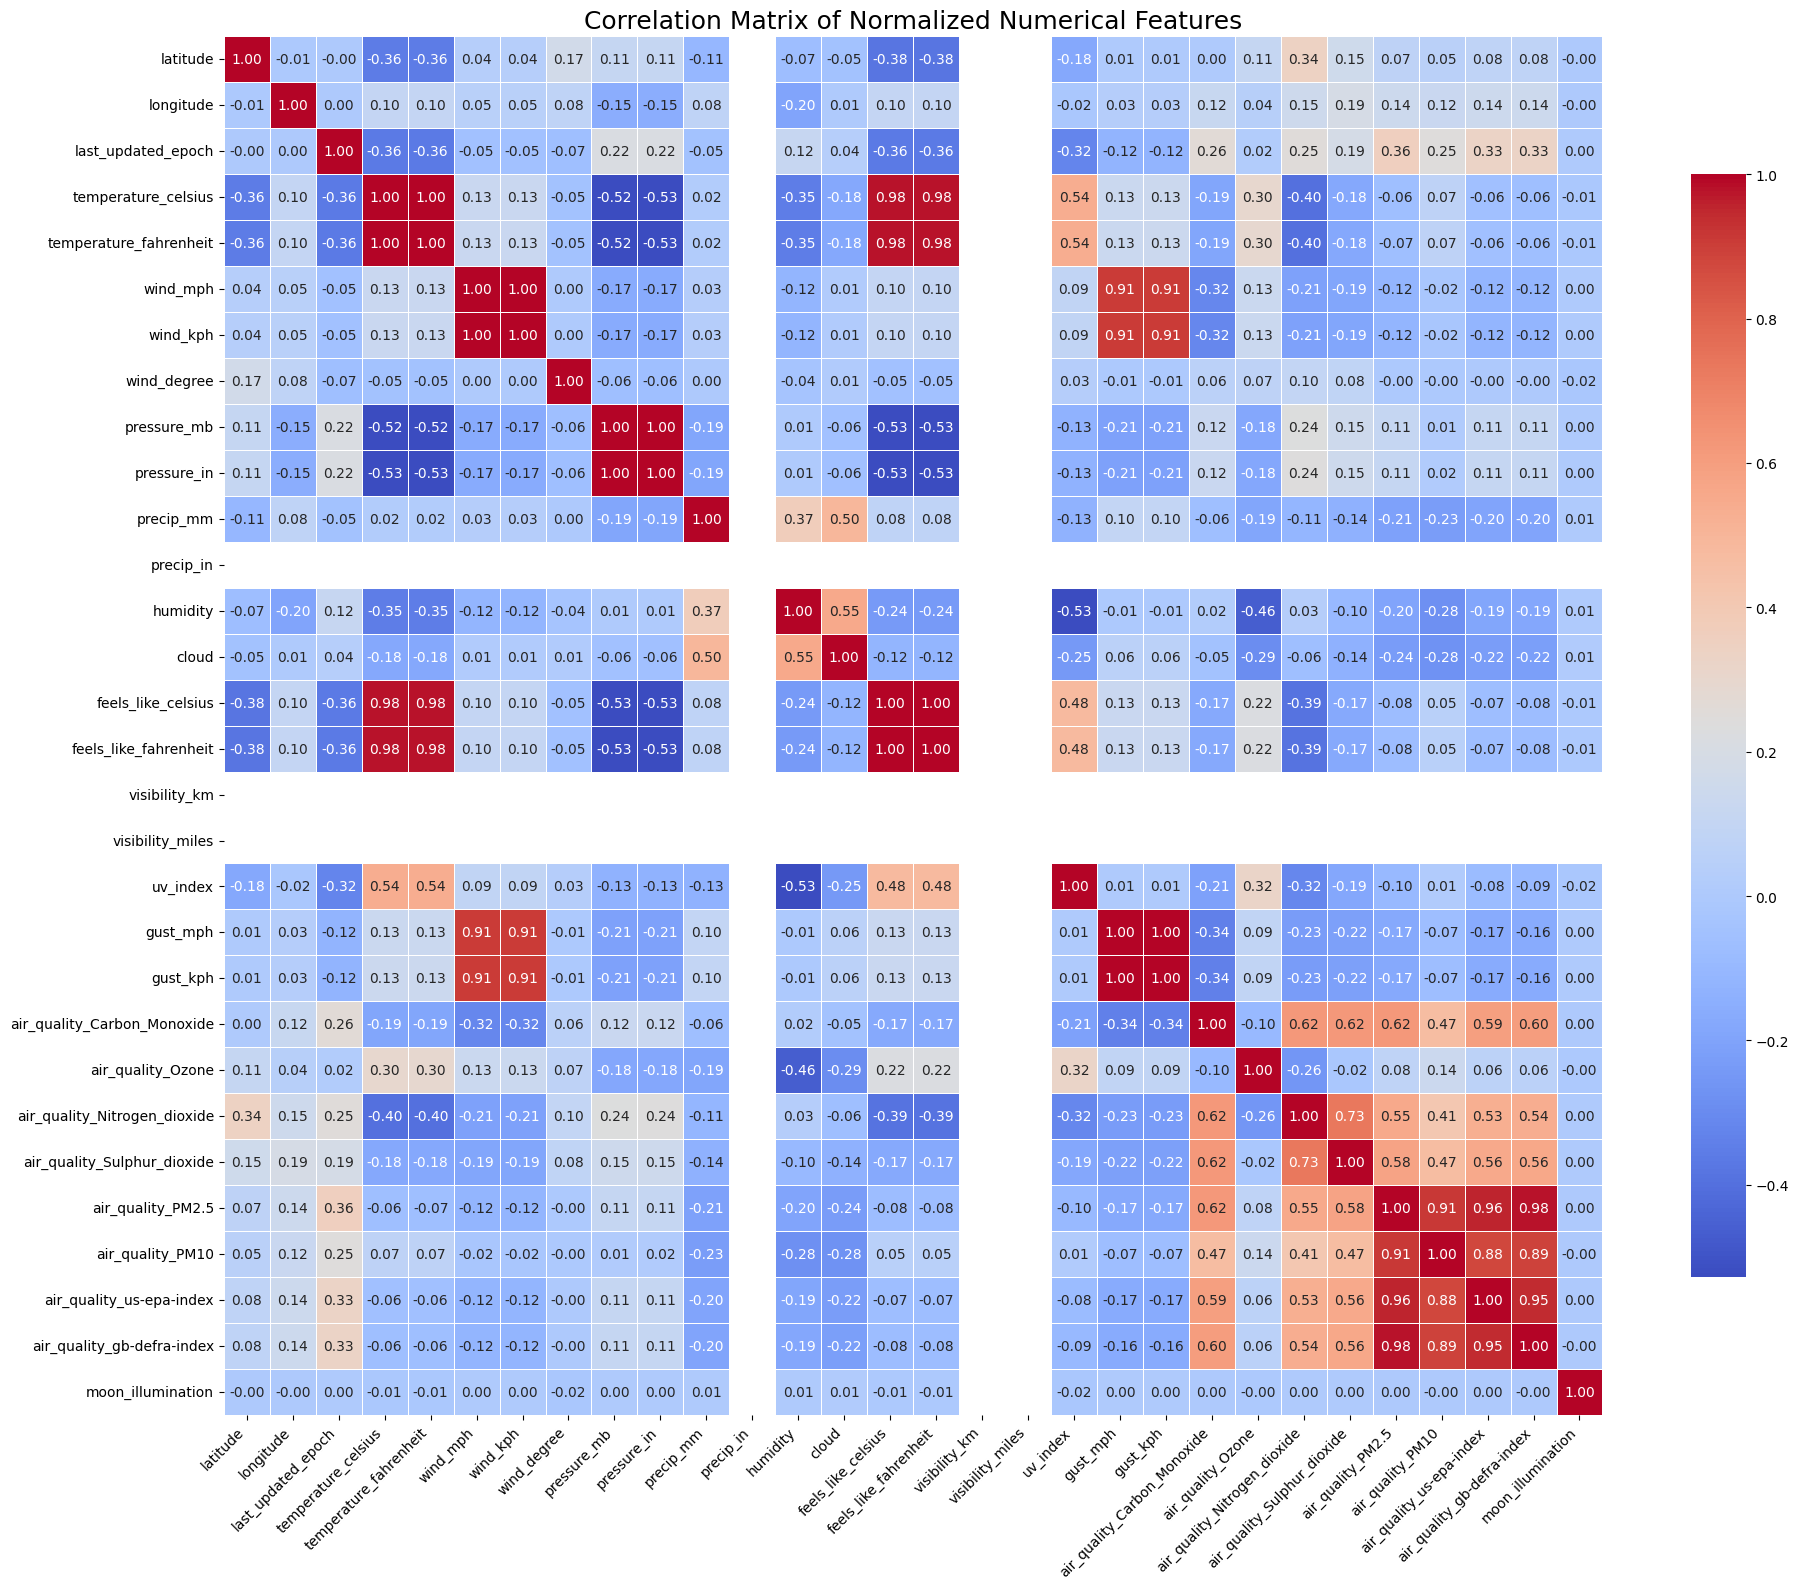 Correlation Matrix of Normalized Numerical Features
latitude 1.00 -0.01 -0.00 -0.36 -0.36 0.04 0.04 0.17 0.11 0.11 -0.11 -0.07 -0.05 -0.38 -0.38 -0.18 0.01 0.01 0.00 0.11 0.34 0.15 0.07 0.05 0.08 0.08 -0.00
longitude -0.01 1.00 0.00 0.10 0.10 0.05 0.05 0.08 -0.15 -0.15 0.08 -0.20 0.01 0.10 0.10 -0.02 0.03 0.03 0.12 0.04 0.15 0.19 0.14 0.12 0.14 0.14 -0.00
last_updated_epoch -0.00 0.00 1.00 -0.36 -0.36 -0.05 -0.05 -0.07 0.22 0.22 -0.05 0.12 0.04 -0.36 -0.36 -0.32 -0.12 -0.12 0.26 0.02 0.25 0.19 0.36 0.25 0.33 0.33 0.00
temperature_celsius -0.36 0.10 -0.36 1.00 1.00 0.13 0.13 -0.05 -0.52 -0.53 0.02 -0.35 -0.18 0.98 0.98 0.54 0.13 0.13 -0.19 0.30 -0.40 -0.18 -0.06 0.07 -0.06 -0.06 -0.01
temperature_fahrenheit -0.36 0.10 -0.36 1.00 1.00 0.13 0.13 -0.05 -0.52 -0.53 0.02 -0.35 -0.18 0.98 0.98 0.54 0.13 0.13 -0.19 0.30 -0.40 -0.18 -0.07 0.07 -0.06 -0.06 -0.01
wind_mph 0.04 0.05 -0.05 0.13 0.13 1.00 1.00 0.00 -0.17 -0.17 0.03 -0.12 0.01 0.10 0.10 0.09 0.91 0.91 -0.32 0.13 -0.21 -0.19 -0.12 -0.02 -0.12 -0.12 0.00
wind_kph 0.04 0.05 -0.05 0.13 0.13 1.00 1.00 0.00 -0.17 -0.17 0.03 -0.12 0.01 0.10 0.10 0.09 0.91 0.91 -0.32 0.13 -0.21 -0.19 -0.12 -0.02 -0.12 -0.12 0.00
wind_degree 0.17 0.08 -0.07 -0.05 -0.05 0.00 0.00 1.00 -0.06 -0.06 0.00 -0.04 0.01 -0.05 -0.05 0.03 -0.01 -0.01 0.06 0.07 0.10 0.08 -0.00 -0.00 -0.00 -0.00 -0.02
pressure_mb 0.11 -0.15 0.22 -0.52 -0.52 -0.17 -0.17 -0.06 1.00 1.00 -0.19 0.01 -0.06 -0.53 -0.53 -0.13 -0.21 -0.21 0.12 -0.18 0.24 0.15 0.11 0.01 0.11 0.11 0.00
pressure_in 0.11 -0.15 0.22 -0.53 -0.53 -0.17 -0.17 -0.06 1.00 1.00 -0.19 0.01 -0.06 -0.53 -0.53 -0.13 -0.21 -0.21 0.12 -0.18 0.24 0.15 0.11 0.02 0.11 0.11 0.00
precip_mm -0.11 0.08 -0.05 0.02 0.02 0.03 0.03 0.00 -0.19 -0.19 1.00 0.37 0.50 0.08 0.08 -0.13 0.10 0.10 -0.06 -0.19 -0.11 -0.14 -0.21 -0.23 -0.20 -0.20 0.01
precip_in
humidity -0.07 -0.20 0.12 -0.35 -0.35 -0.12 -0.12 -0.04 0.01 0.01 0.37 1.00 0.55 -0.24 -0.24 -0.53 -0.01 -0.01 0.02 -0.46 0.03 -0.10 -0.20 -0.28 -0.19 -0.19 0.01
cloud -0.05 0.01 0.04 -0.18 -0.18 0.01 0.01 0.01 -0.06 -0.06 0.50 0.55 1.00 -0.12 -0.12 -0.25 0.06 0.06 -0.05 -0.29 -0.06 -0.14 -0.24 -0.28 -0.22 -0.22 0.01
feels_like_celsius -0.38 0.10 -0.36 0.98 0.98 0.10 0.10 -0.05 -0.53 -0.53 0.08 -0.24 -0.12 1.00 1.00 0.48 0.13 0.13 -0.17 0.22 -0.39 -0.17 -0.08 0.05 -0.07 -0.08 -0.01
feels_like_fahrenheit -0.38 0.10 -0.36 0.98 0.98 0.10 0.10 -0.05 -0.53 -0.53 0.08 -0.24 -0.12 1.00 1.00 0.48 0.13 0.13 -0.17 0.22 -0.39 -0.17 -0.08 0.05 -0.07 -0.08 -0.01
visibility_km
visibility_miles
uv_index -0.18 -0.02 -0.32 0.54 0.54 0.09 0.09 0.03 -0.13 -0.13 -0.13 -0.53 -0.25 0.48 0.48 1.00 0.01 0.01 -0.21 0.32 -0.32 -0.19 -0.10 0.01 -0.08 -0.09 -0.02
gust_mph 0.01 0.03 -0.12 0.13 0.13 0.91 0.91 -0.01 -0.21 -0.21 0.10 -0.01 0.06 0.13 0.13 0.01 1.00 1.00 -0.34 0.09 -0.23 -0.22 -0.17 -0.07 -0.17 -0.16 0.00
gust_kph 0.01 0.03 -0.12 0.13 0.13 0.91 0.91 -0.01 -0.21 -0.21 0.10 -0.01 0.06 0.13 0.13 0.01 1.00 1.00 -0.34 0.09 -0.23 -0.22 -0.17 -0.07 -0.17 -0.16 0.00
air_quality_Carbon_Monoxide 0.00 0.12 0.26 -0.19 -0.19 -0.32 -0.32 0.06 0.12 0.12 -0.06 0.02 -0.05 -0.17 -0.17 -0.21 -0.34 -0.34 1.00 -0.10 0.62 0.62 0.62 0.47 0.59 0.60 0.00
air_quality_Ozone 0.11 0.04 0.02 0.30 0.30 0.13 0.13 0.07 -0.18 -0.18 -0.19 -0.46 -0.29 0.22 0.22 0.32 0.09 0.09 -0.10 1.00 -0.26 -0.02 0.08 0.14 0.06 0.06 -0.00
air_quality_Nitrogen_dioxide 0.34 0.15 0.25 -0.40 -0.40 -0.21 -0.21 0.10 0.24 0.24 -0.11 0.03 -0.06 -0.39 -0.39 -0.32 -0.23 -0.23 0.62 -0.26 1.00 0.73 0.55 0.41 0.53 0.54 0.00
air_quality_Sulphur_dioxide 0.15 0.19 0.19 -0.18 -0.18 -0.19 -0.19 0.08 0.15 0.15 -0.14 -0.10 -0.14 -0.17 -0.17 -0.19 -0.22 -0.22 0.62 -0.02 0.73 1.00 0.58 0.47 0.56 0.56 0.00
air_quality_PM2.5 0.07 0.14 0.36 -0.06 -0.07 -0.12 -0.12 -0.00 0.11 0.11 -0.21 -0.20 -0.24 -0.08 -0.08 -0.10 -0.17 -0.17 0.62 0.08 0.55 0.58 1.00 0.91 0.96 0.98 0.00
air_quality_PM10 0.05 0.12 0.25 0.07 0.07 -0.02 -0.02 -0.00 0.01 0.02 -0.23 -0.28 -0.28 0.05 0.05 0.01 -0.07 -0.07 0.47 0.14 0.41 0.47 0.91 1.00 0.88 0.89 -0.00
air_quality_us-epa-index 0.08 0.14 0.33 -0.06 -0.06 -0.12 -0.12 -0.00 0.11 0.11 -0.20 -0.19 -0.22 -0.07 -0.07 -0.08 -0.17 -0.17 0.59 0.06 0.53 0.56 0.96 0.88 1.00 0.95 0.00
air_quality_gb-defra-index 0.08 0.14 0.33 -0.06 -0.06 -0.12 -0.12 -0.00 0.11 0.11 -0.20 -0.19 -0.22 -0.08 -0.08 -0.09 -0.16 -0.16 0.60 0.06 0.54 0.56 0.98 0.89 0.95 1.00 -0.00
moon_illumination -0.00 -0.00 0.00 -0.01 -0.01 0.00 0.00 -0.02 0.00 0.00 0.01 0.01 0.01 -0.01 -0.01 -0.02 0.00 0.00 0.00 -0.00 0.00 0.00 0.00 -0.00 0.00 -0.00 1.00
latitude
longitude
last_updated_epoch
temperature_celsius
temperature_fahrenheit
wind_mph
wind_kph
wind_degree
pressure_mb
pressure_in
precip_mm
precip_in
humidity
cloud
feels_like_celsius
feels_like_fahrenheit
visibility_km
visibility_miles
uv_index
gust_mph
gust_kph
air_quality_Carbon_Monoxide
air_quality_Ozone
air_quality_Nitrogen_dioxide
air_quality_Sulphur_dioxide
air_quality_PM2.5
air_quality_PM10
air_quality_us-epa-index
air_quality_gb-defra-index
moon_illumination
1.0
0.8
0.6
0.4
0.2
0.0
−0.2
−0.4